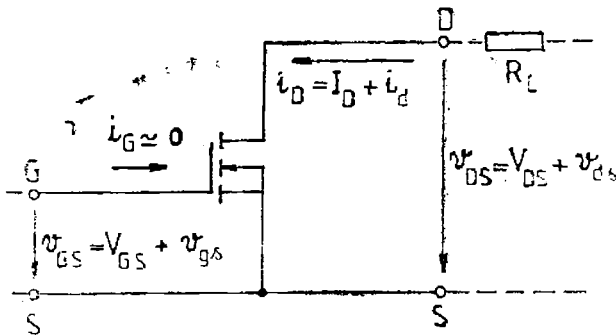 D
R_L
i_D = I_D + i_d
i_G ≃ 0
G
v_DS = V_DS + v_ds
v_GS = V_GS + v_gs
S
S